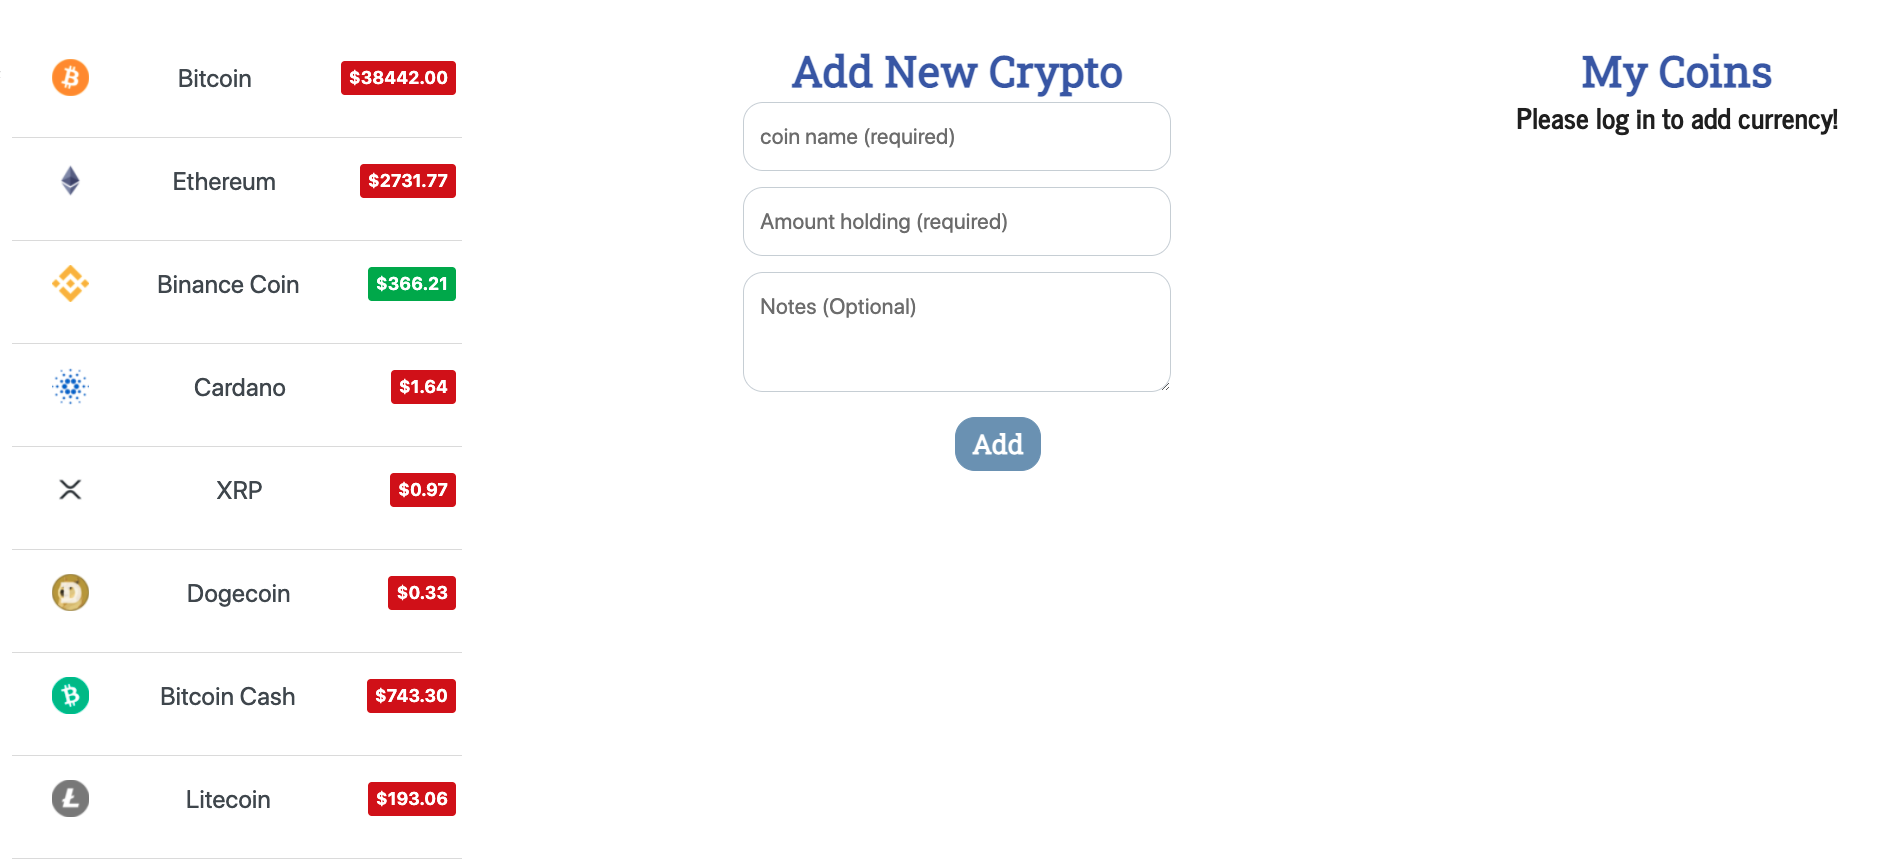 Bitcoin $38442.00
Ethereum $2731.77
Binance Coin $366.21
Cardano $1.64
XRP $0.97
Dogecoin $0.33
Bitcoin Cash $743.30
Litecoin $193.06
Add New Crypto
coin name (required)
Amount holding (required)
Notes (Optional)
Add
My Coins
Please log in to add currency!